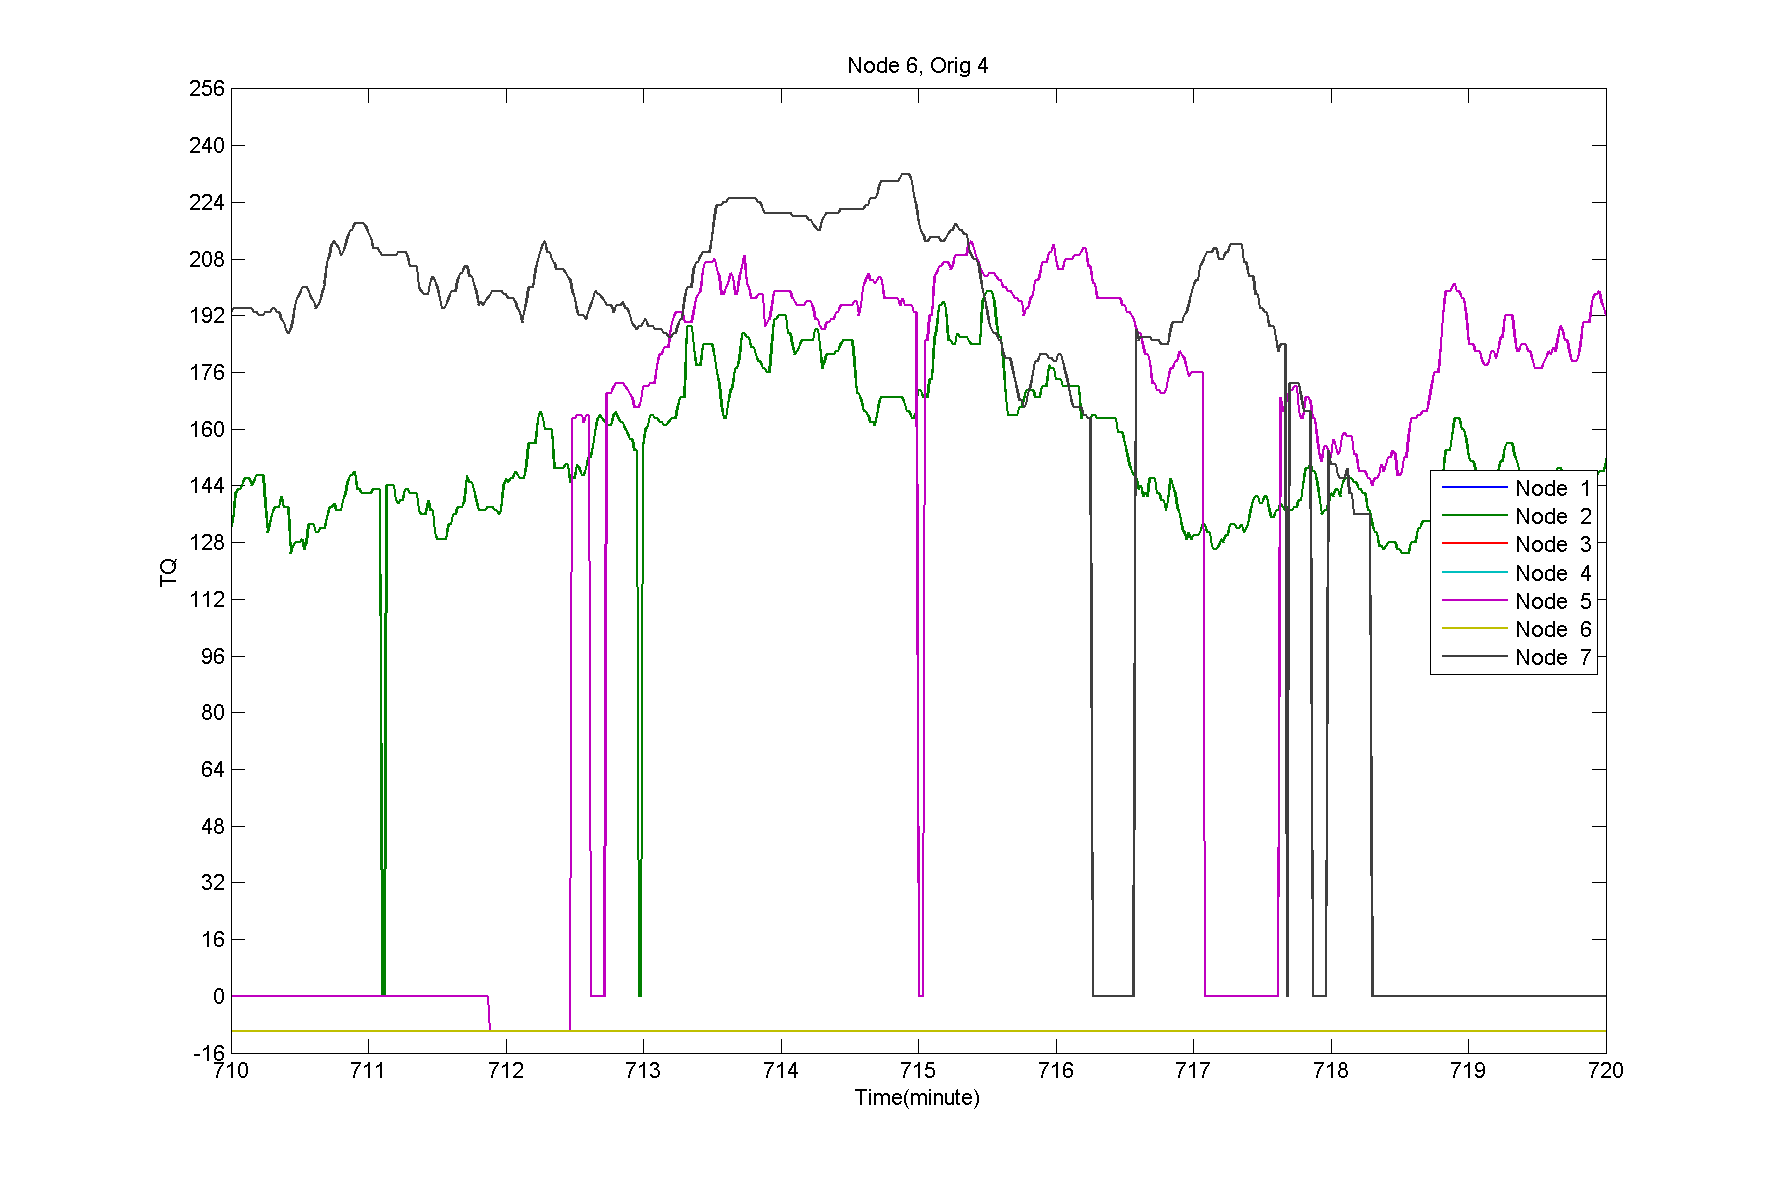 Node 6, Orig 4
256
240
224
208
192
176
160
144
128
112
96
80
64
48
32
16
0
-16
TQ
Node 1
Node 2
Node 3
Node 4
Node 5
Node 6
Node 7
710 711 712 713 714 715 716 717 718 719 720
Time(minute)